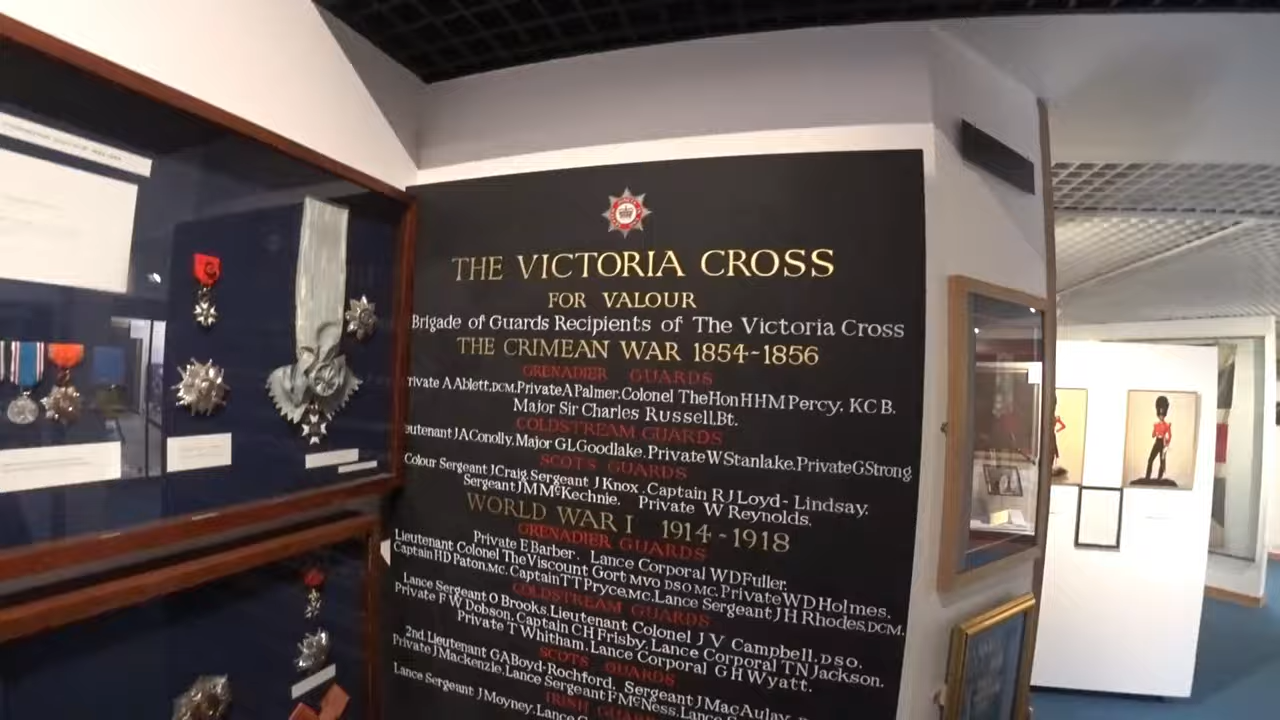 THE VICTORIA CROSS
FOR VALOUR
Brigade of Guards Recipients of The Victoria Cross
THE CRIMEAN WAR 1854-1856
GRENADIER GUARDS
rivate A Ablett, DCM. Private A Palmer. Colonel The Hon H H M Percy, KCB.
Major Sir Charles Russell, Bt.
COLDSTREAM GUARDS
eutenant J A Conolly. Major G L Goodlake. Private W Stanlake. Private G Strong
SCOTS GUARDS
Colour Sergeant J Craig. Sergeant J Knox. Captain R J Loyd-Lindsay.
Sergeant J M McKechnie. Private W Reynolds.
WORLD WAR I 1914-1918
GRENADIER GUARDS
Private E Barber. Lance Corporal W D Fuller.
Lieutenant Colonel The Viscount Gort MVO DSO MC. Private W D Holmes.
Captain H D Paton, MC. Captain T T Pryce, MC. Lance Sergeant J H Rhodes, DCM.
COLDSTREAM GUARDS
Lance Sergeant O Brooks. Lieutenant Colonel J V Campbell, DSO.
Private F W Dobson. Captain C H Frisby. Lance Corporal T N Jackson.
Private T Whitham. Lance Corporal G H Wyatt.
SCOTS GUARDS
2nd. Lieutenant G A Boyd-Rochford. Sergeant J MacAulay,
Private J Mackenzie. Lance Sergeant F McNess. Lance
IRISH GUARDS
Lance Sergeant J Moyney. Lance